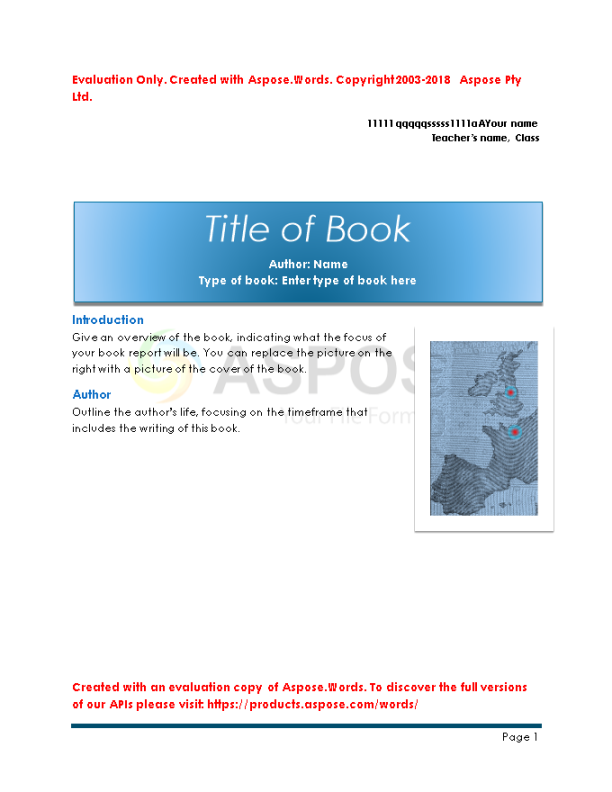 Evaluation Only. Created with Aspose.Words. Copyright 2003-2018 Aspose Pty
Ltd.
11111qqqqqsssss1111aAYour name
Teacher's name, Class
Title of Book
Author: Name
Type of book: Enter type of book here
Introduction
Give an overview of the book, indicating what the focus of
your book report will be. You can replace the picture on the
right with a picture of the cover of the book.
ASPOSE
Your File Form
Author
Outline the author's life, focusing on the timeframe that
includes the writing of this book.
Created with an evaluation copy of Aspose.Words. To discover the full versions
of our APIs please visit: https://products.aspose.com/words/
Page 1